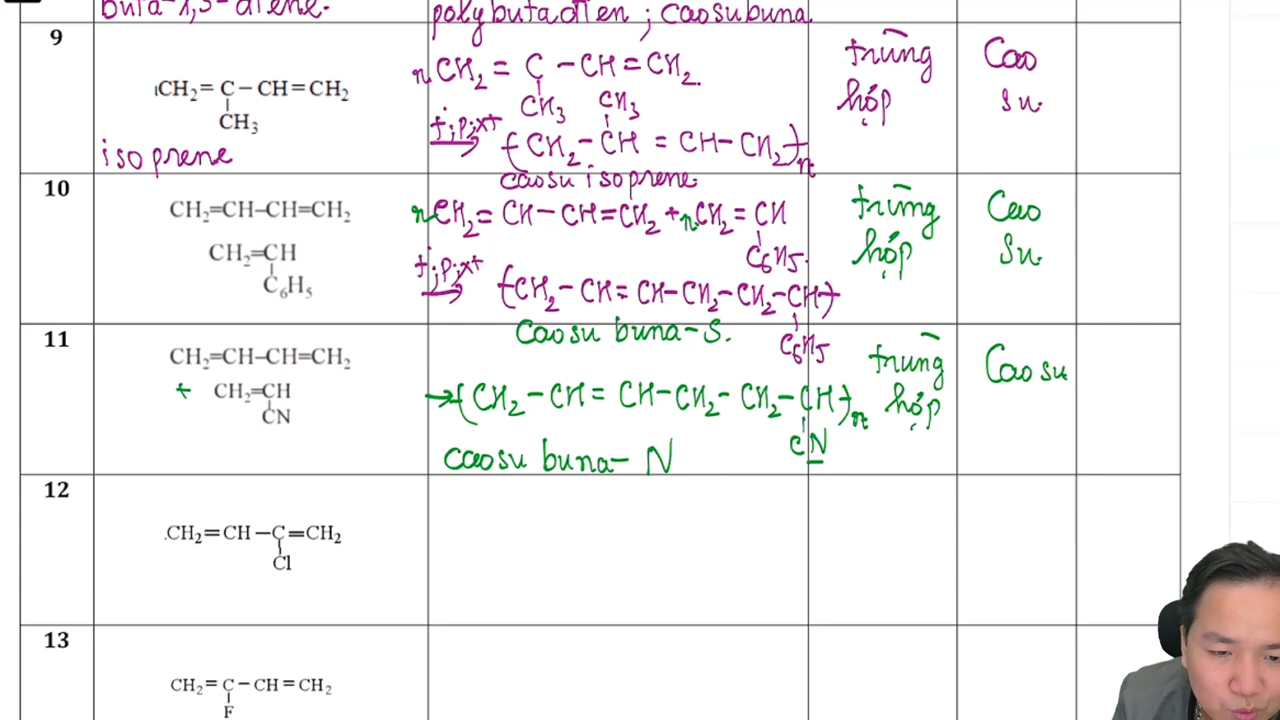 buta-1,3-diene.
polybutadien ; caosubuna.
9
CH₂=C−CH=CH₂
CH₃
isoprene
nCH₂ = C −CH=CH₂.
CH₃ CH₃
t°,p,xt
(CH₂−CH = CH−CH₂)n
caosu isoprene.
trùng hợp
Cao su.
10
CH₂=CH–CH=CH₂
CH₂=CH
C₆H₅
nCH₂=CH−CH=CH₂ + nCH₂=CH
C₆H₅.
t°,p,xt
(CH₂−CH=CH−CH₂−CH₂−CH)
C₆H₅
Caosu buna−S.
trùng hợp
Cao su.
11
CH₂=CH–CH=CH₂
+ CH₂=CH
CN
→(CH₂−CH=CH−CH₂−CH₂−CH)n
CN
caosu buna− N
trùng hợp
Cao su
12
.CH₂=CH−C=CH₂
Cl
13
CH₂=C−CH=CH₂
F